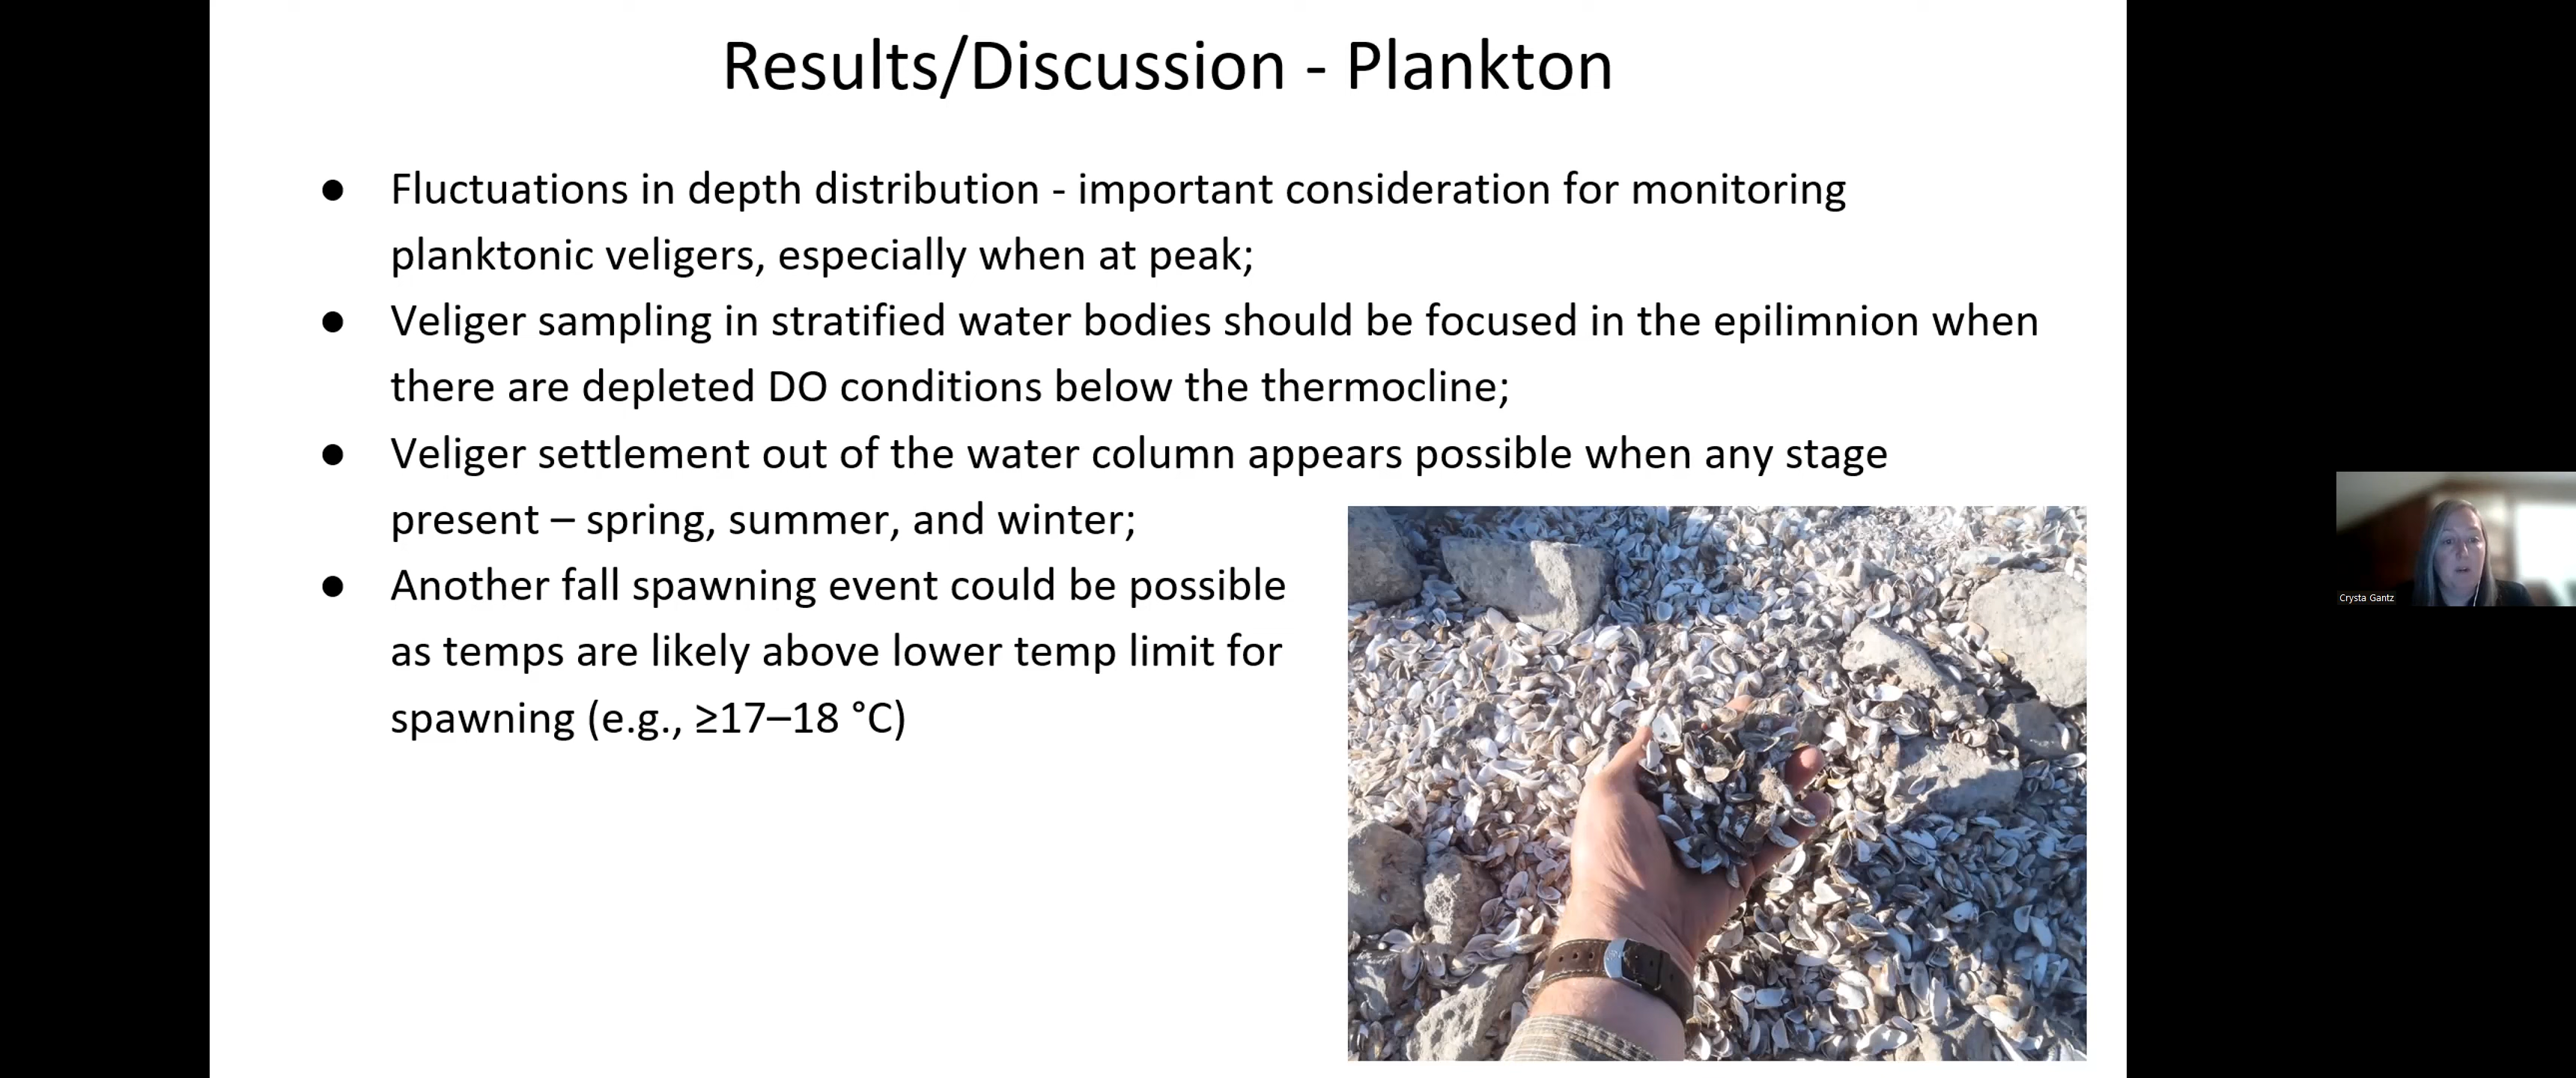 Results/Discussion - Plankton
● Fluctuations in depth distribution - important consideration for monitoring
planktonic veligers, especially when at peak;
● Veliger sampling in stratified water bodies should be focused in the epilimnion when
there are depleted DO conditions below the thermocline;
● Veliger settlement out of the water column appears possible when any stage
present – spring, summer, and winter;
● Another fall spawning event could be possible
as temps are likely above lower temp limit for
spawning (e.g., ≥17–18 °C)
Crysta Gantz